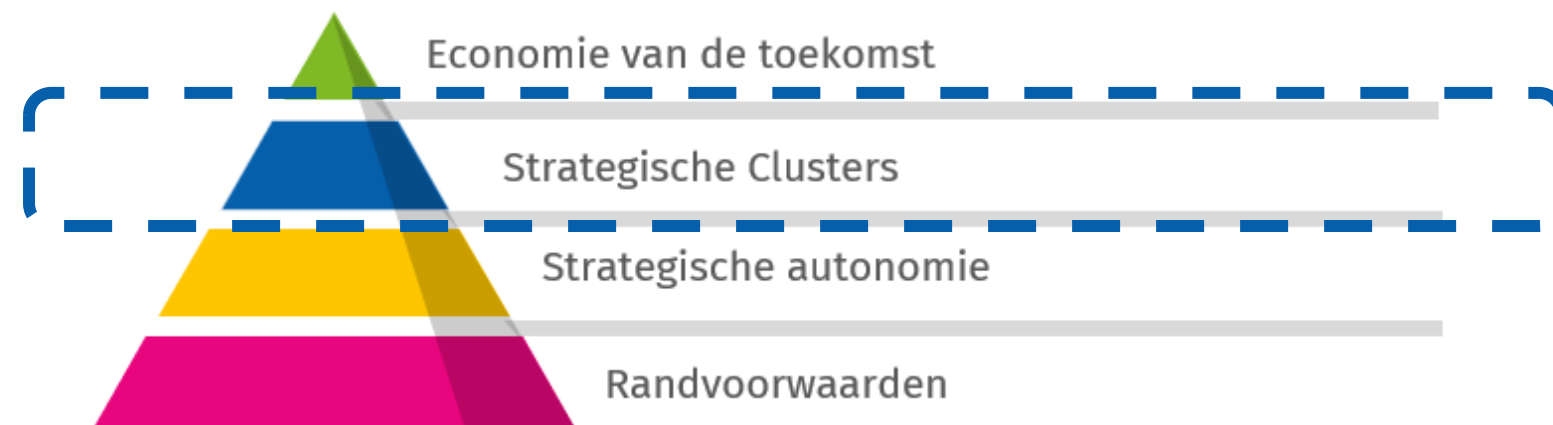 Economie van de toekomst
Strategische Clusters
Strategische autonomie
Randvoorwaarden